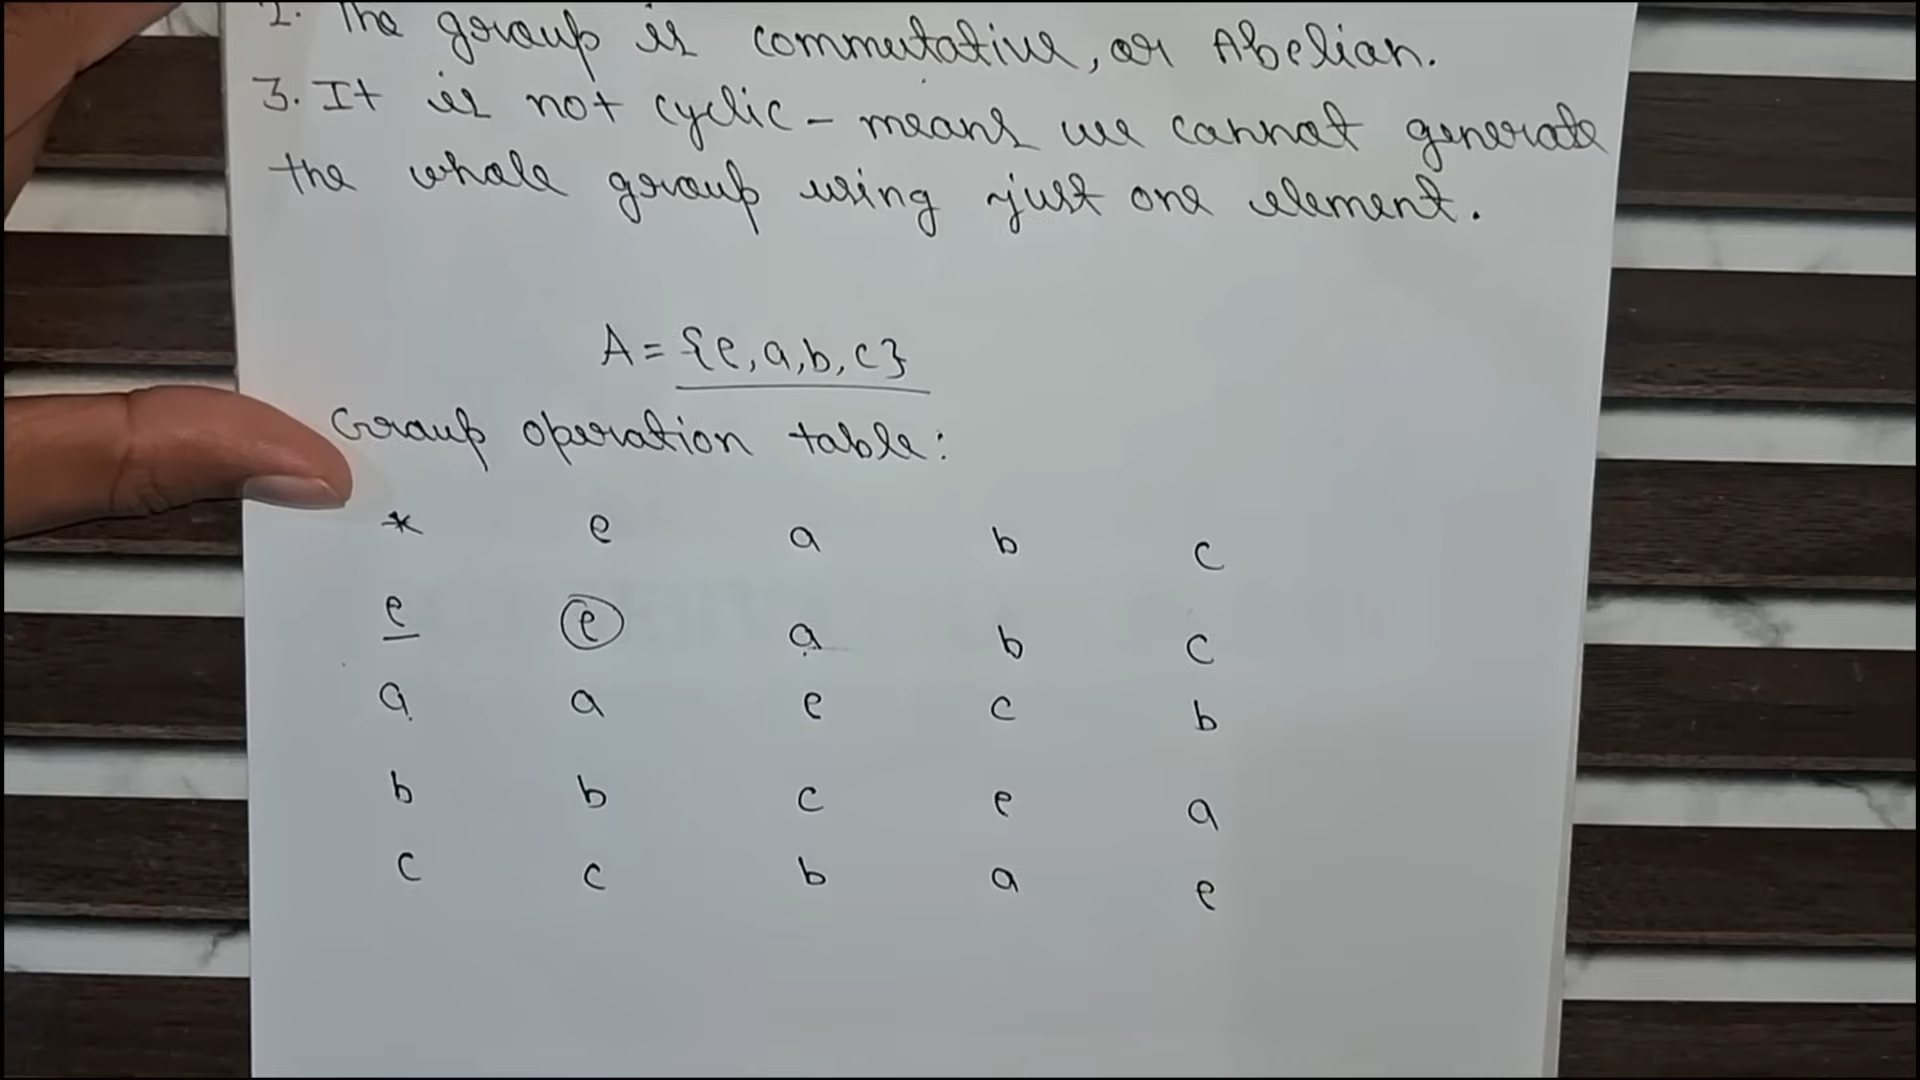 2. The group is commutative, or Abelian.
3. It is not cyclic - means we cannot generate
the whole group using just one element.
A = {e, a, b, c}
Group operation table:
* e a b c
e e a b c
a a e c b
b b c e a
c c b a e